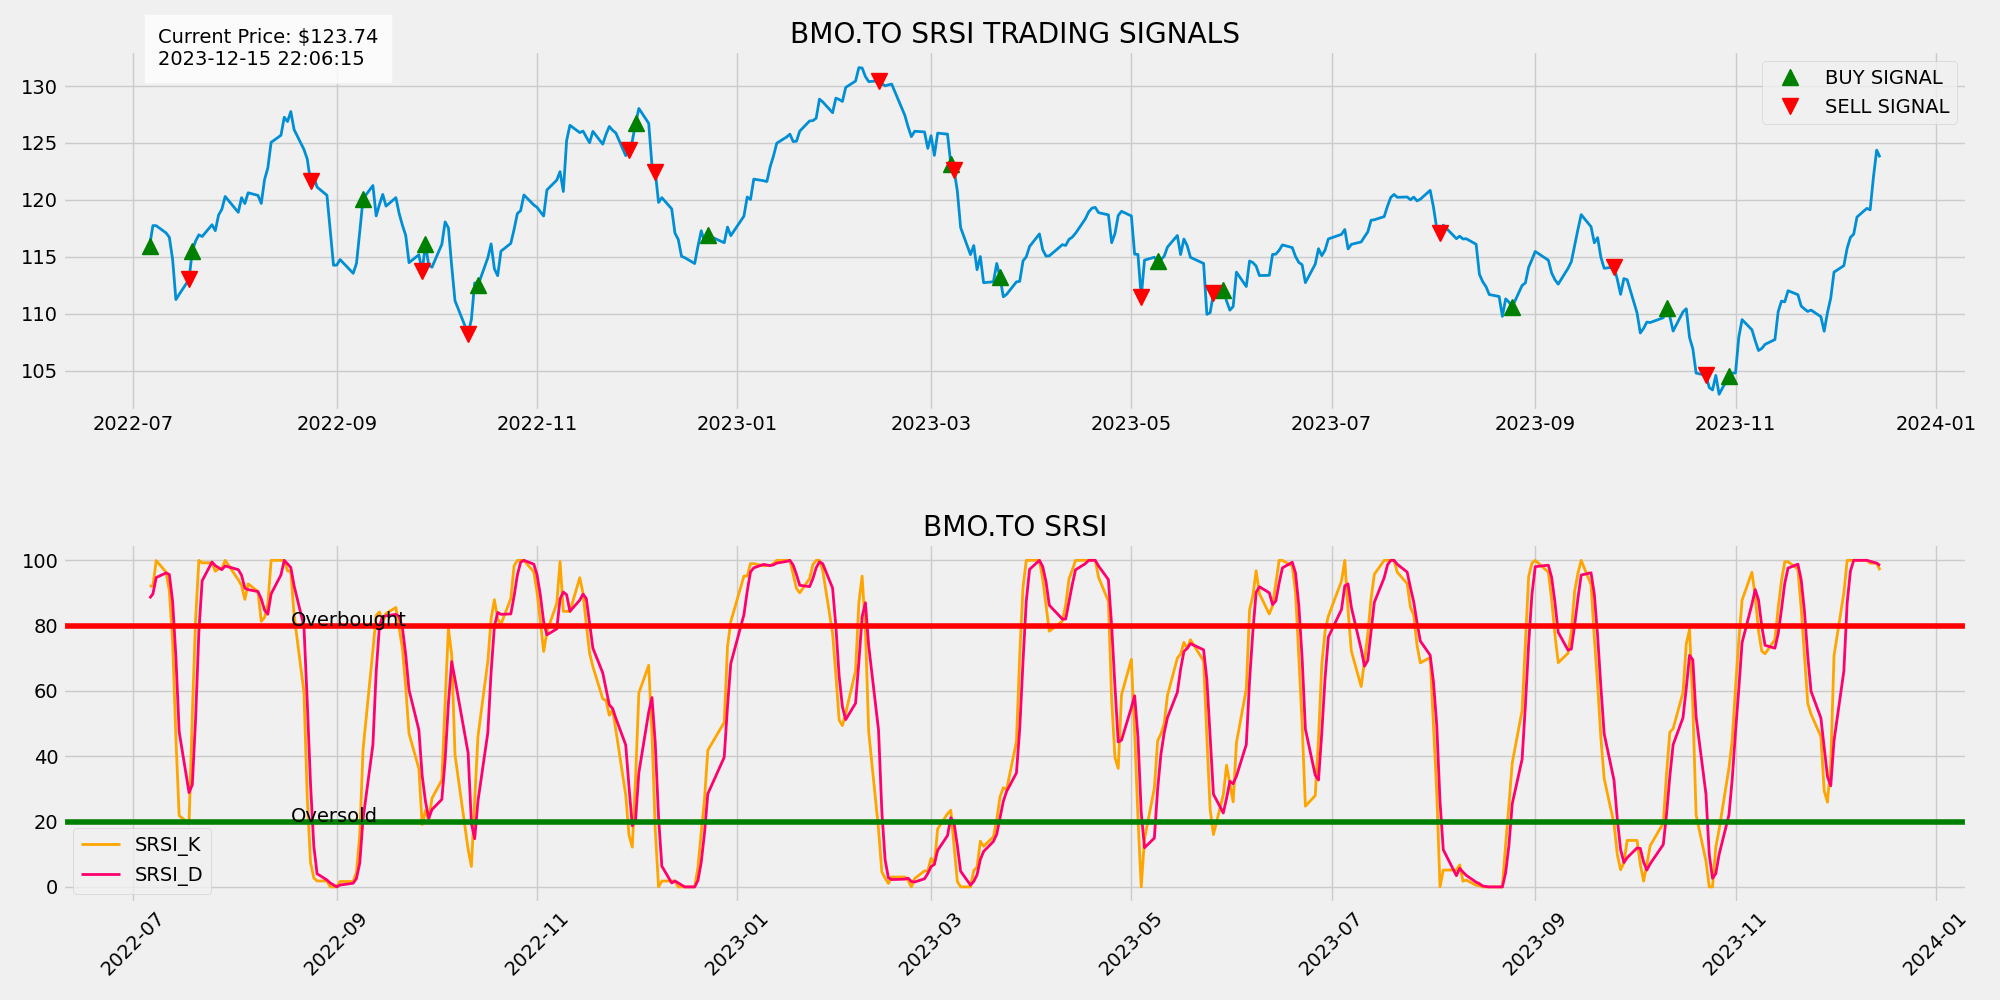 BMO.TO SRSI TRADING SIGNALS
Current Price: $123.74
2023-12-15 22:06:15
BUY SIGNAL
SELL SIGNAL
130
125
120
115
110
105
2022-07 2022-09 2022-11 2023-01 2023-03 2023-05 2023-07 2023-09 2023-11 2024-01
BMO.TO SRSI
100
80
60
40
20
0
Overbought
Oversold
SRSI_K
SRSI_D
2022-07 2022-09 2022-11 2023-01 2023-03 2023-05 2023-07 2023-09 2023-11 2024-01